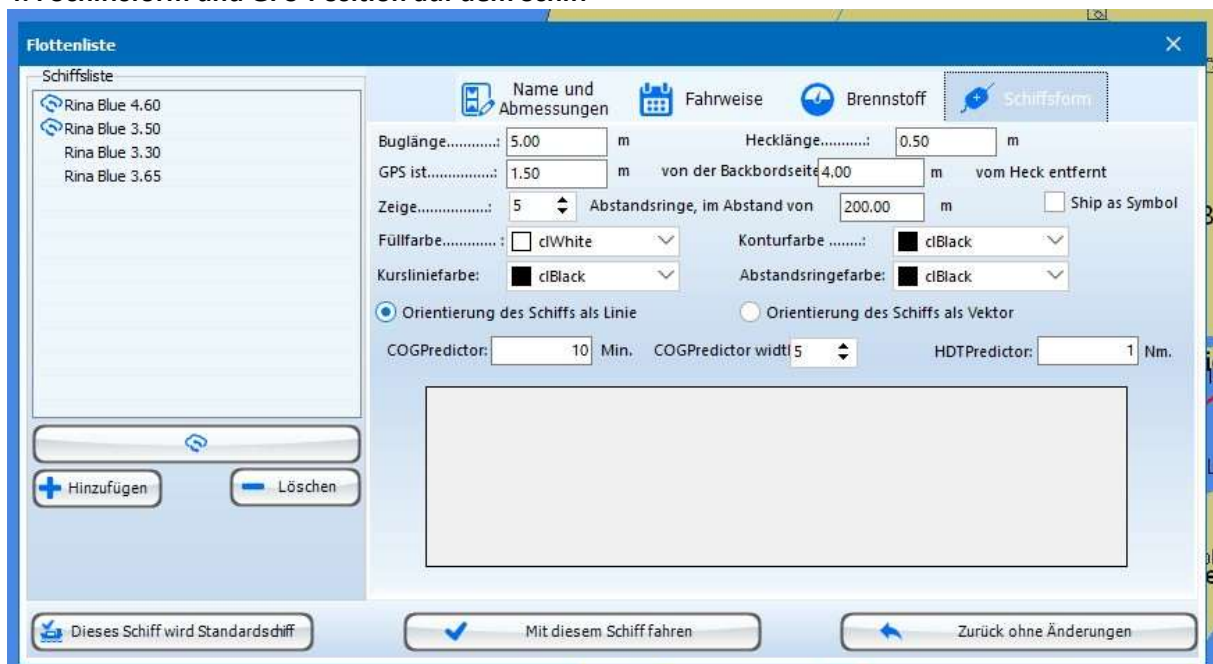 Flottenliste
Schiffsliste
Rina Blue 4.60
Rina Blue 3.50
Rina Blue 3.30
Rina Blue 3.65
Hinzufügen
Löschen
Name und Abmessungen
Fahrweise
Brennstoff
Schiffsform
Buglänge............: 5.00 m Hecklänge...........: 0.50 m
GPS ist...............: 1.50 m von der Backbordseite 4.00 m vom Heck entfernt
Zeige................: 5 Abstandsringe, im Abstand von 200.00 m Ship as Symbol
Füllfarbe............. : clWhite Konturfarbe ........: clBlack
Kursliniefarbe: clBlack Abstandsringefarbe: clBlack
Orientierung des Schiffs als Linie Orientierung des Schiffs als Vektor
COGPredictor: 10 Min. COGPredictor widt 5 HDTPredictor: 1 Nm.
Dieses Schiff wird Standardschiff
Mit diesem Schiff fahren
Zurück ohne Änderungen